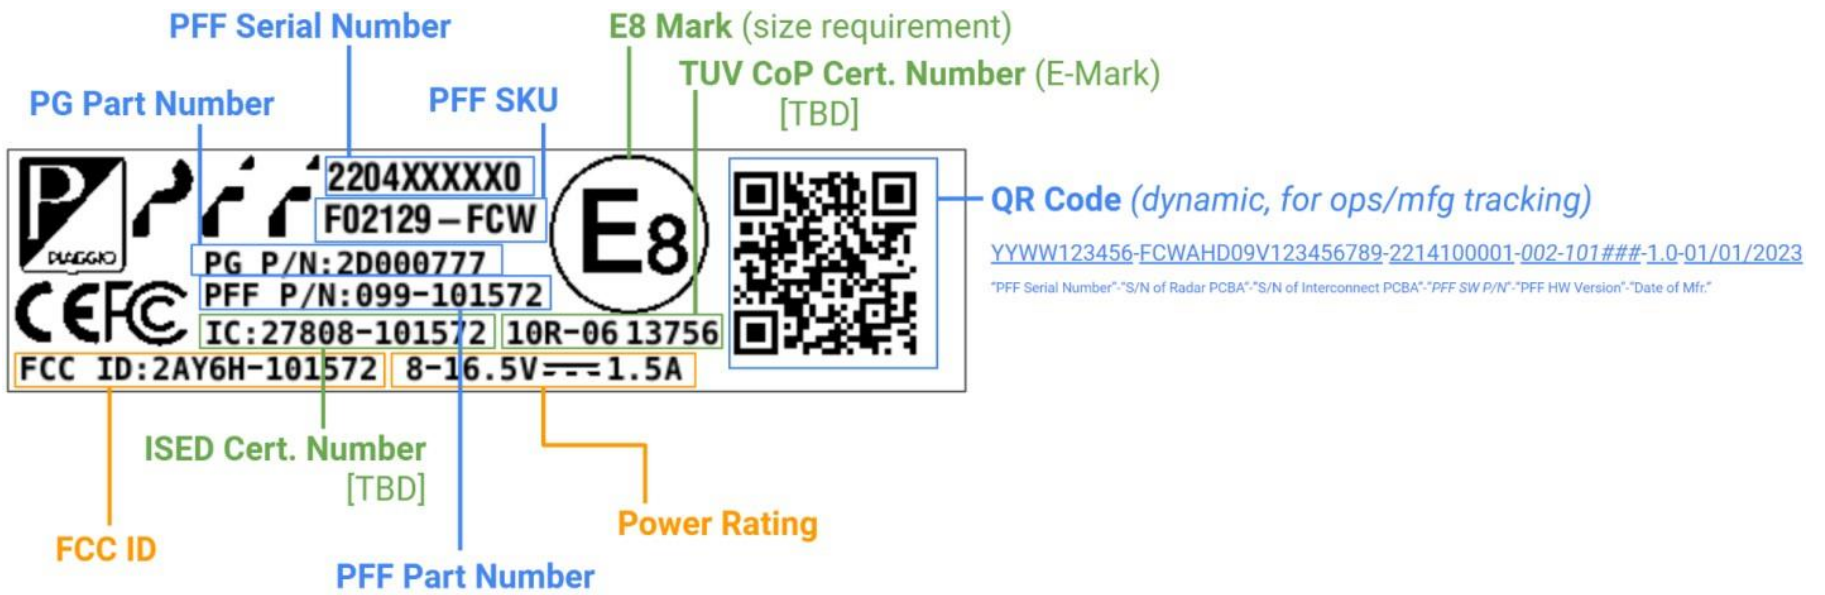 PFF Serial Number
E8 Mark (size requirement)
TUV CoP Cert. Number (E-Mark)
[TBD]
PG Part Number
PFF SKU
PFF
2204XXXXX0
F02129-FCW
PIAGGIO
E8
PG P/N:2D000777
PFF P/N:099-101572
CE FC
IC:27808-101572
10R-06 13756
FCC ID:2AY6H-101572
8-16.5V⎓1.5A
QR Code (dynamic, for ops/mfg tracking)
YYWW123456-FCWAHD09V123456789-2214100001-002-101###-1.0-01/01/2023
"PFF Serial Number"-"S/N of Radar PCBA"-"S/N of Interconnect PCBA"-"PFF SW P/N"-"PFF HW Version"-"Date of Mfr."
ISED Cert. Number
[TBD]
Power Rating
FCC ID
PFF Part Number